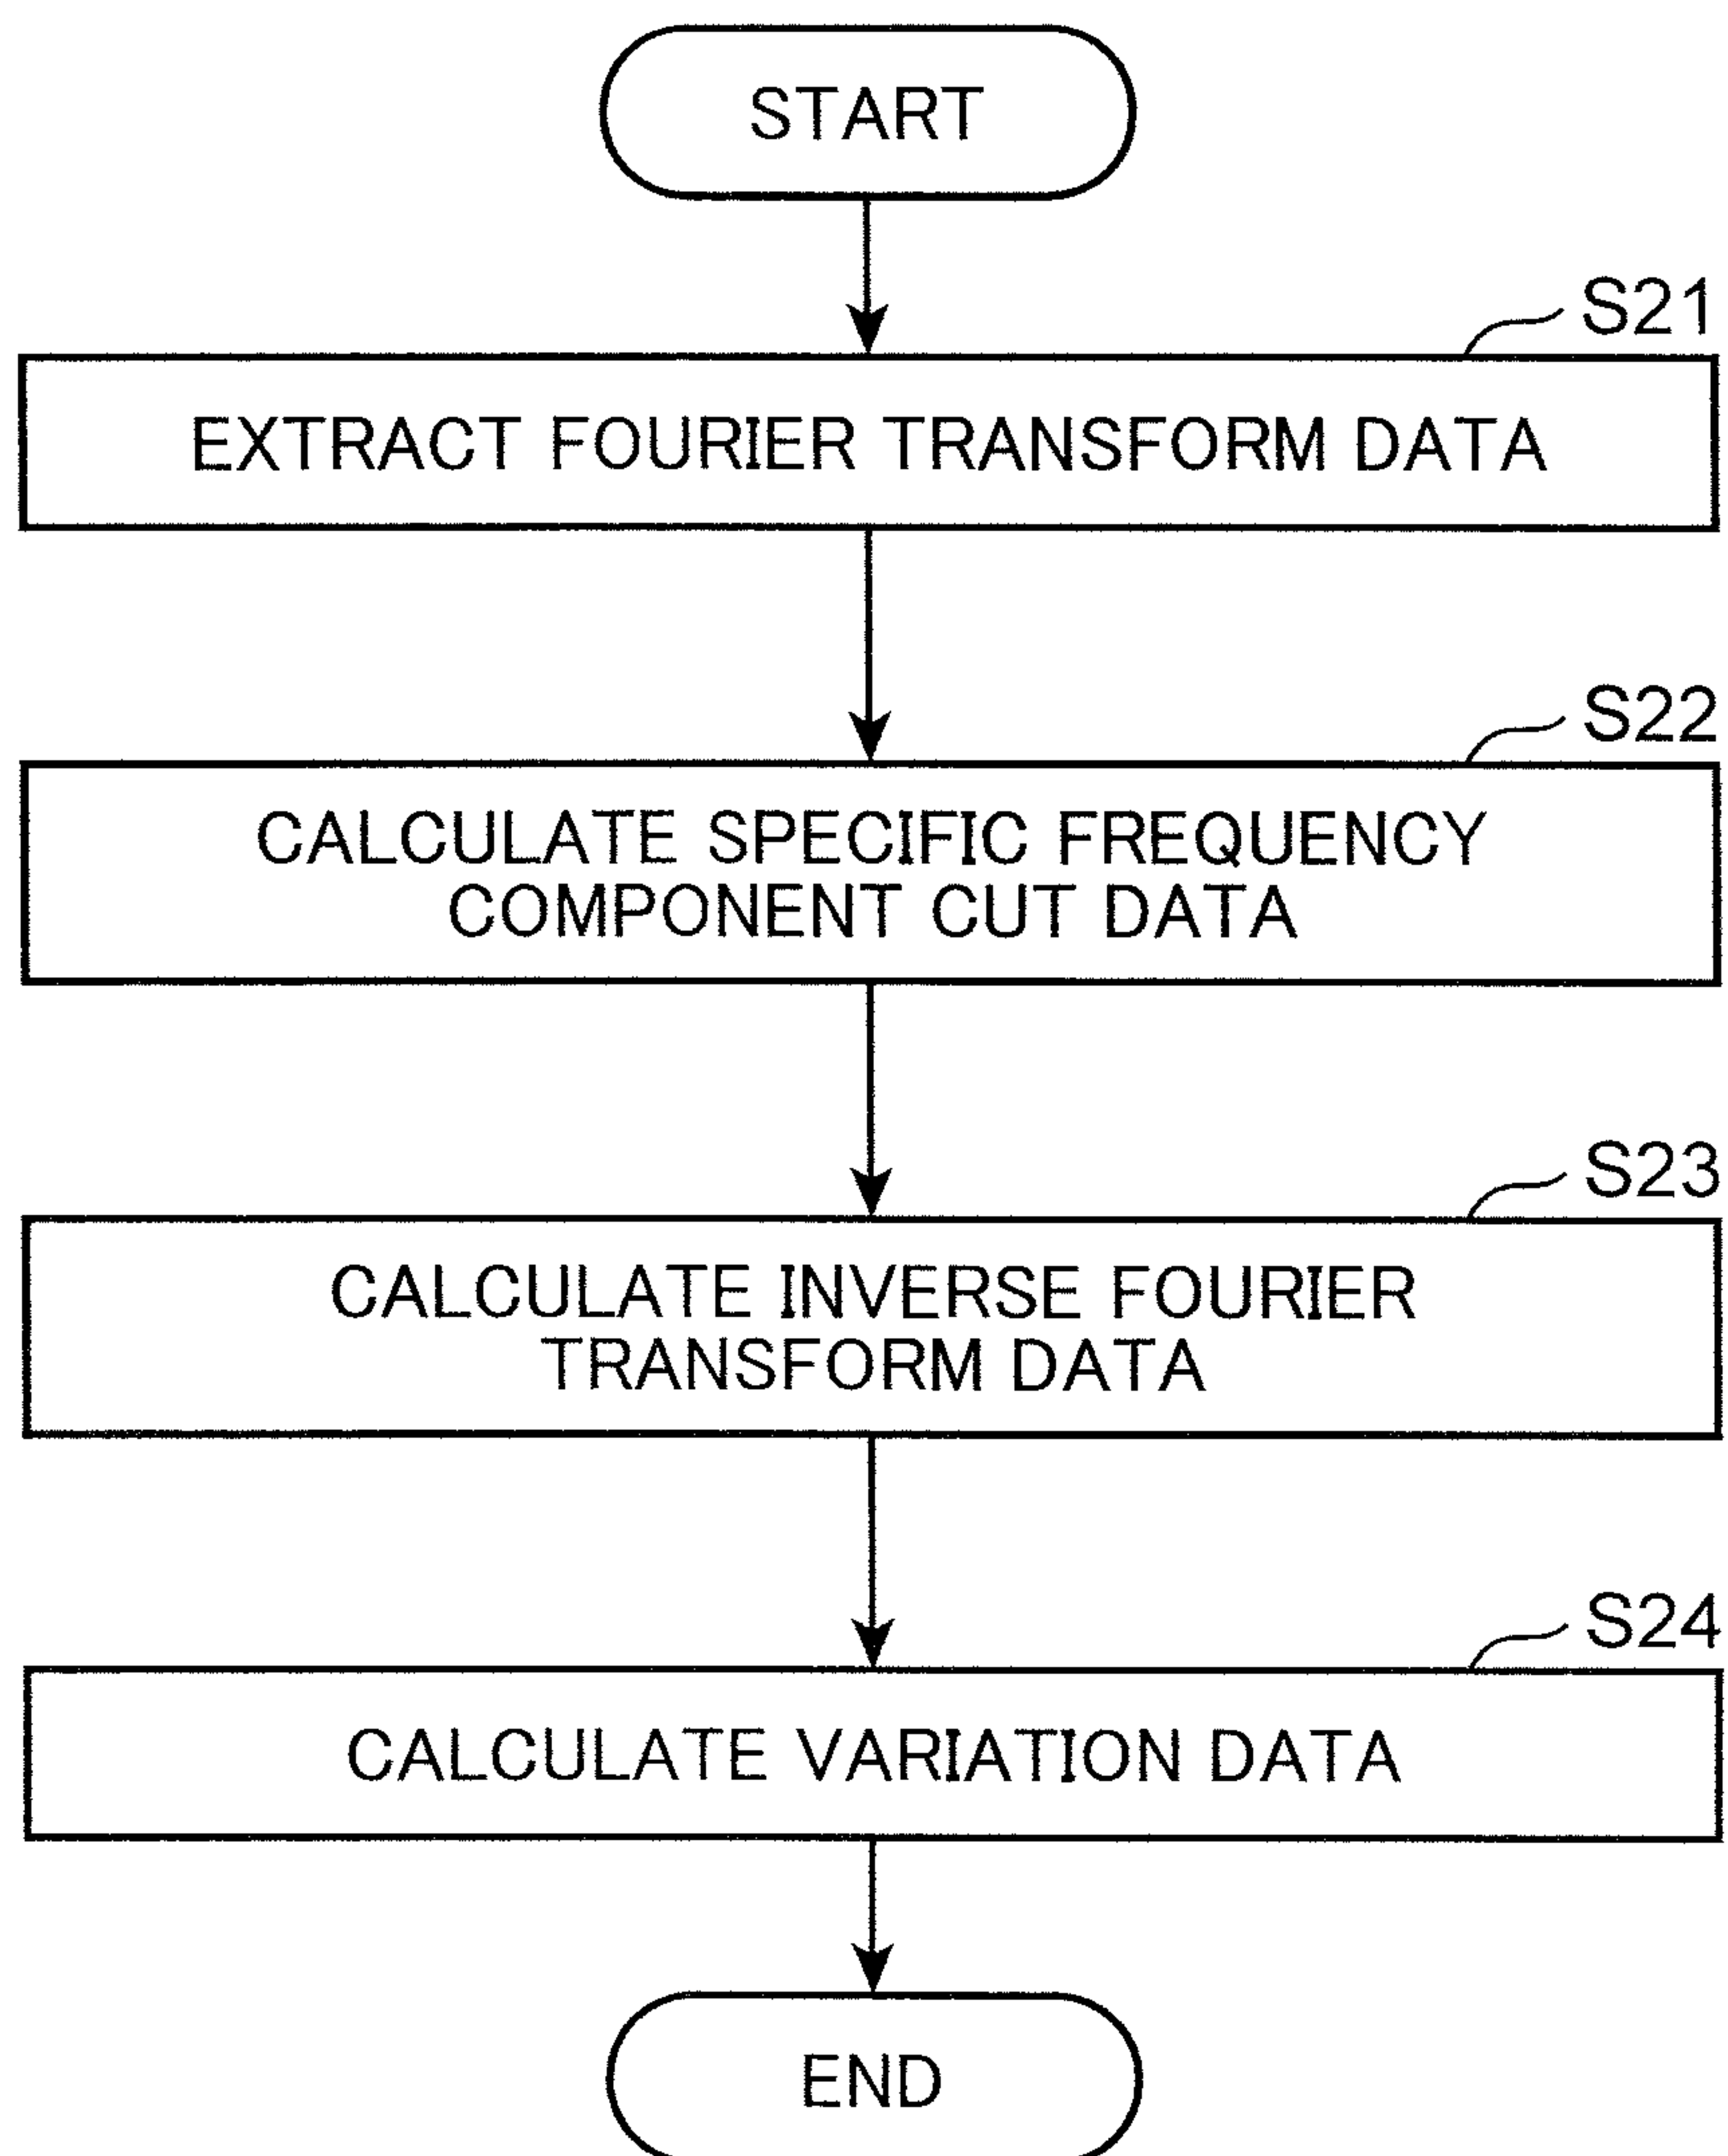 START
S21
EXTRACT FOURIER TRANSFORM DATA
S22
CALCULATE SPECIFIC FREQUENCY
COMPONENT CUT DATA
S23
CALCULATE INVERSE FOURIER
TRANSFORM DATA
S24
CALCULATE VARIATION DATA
END